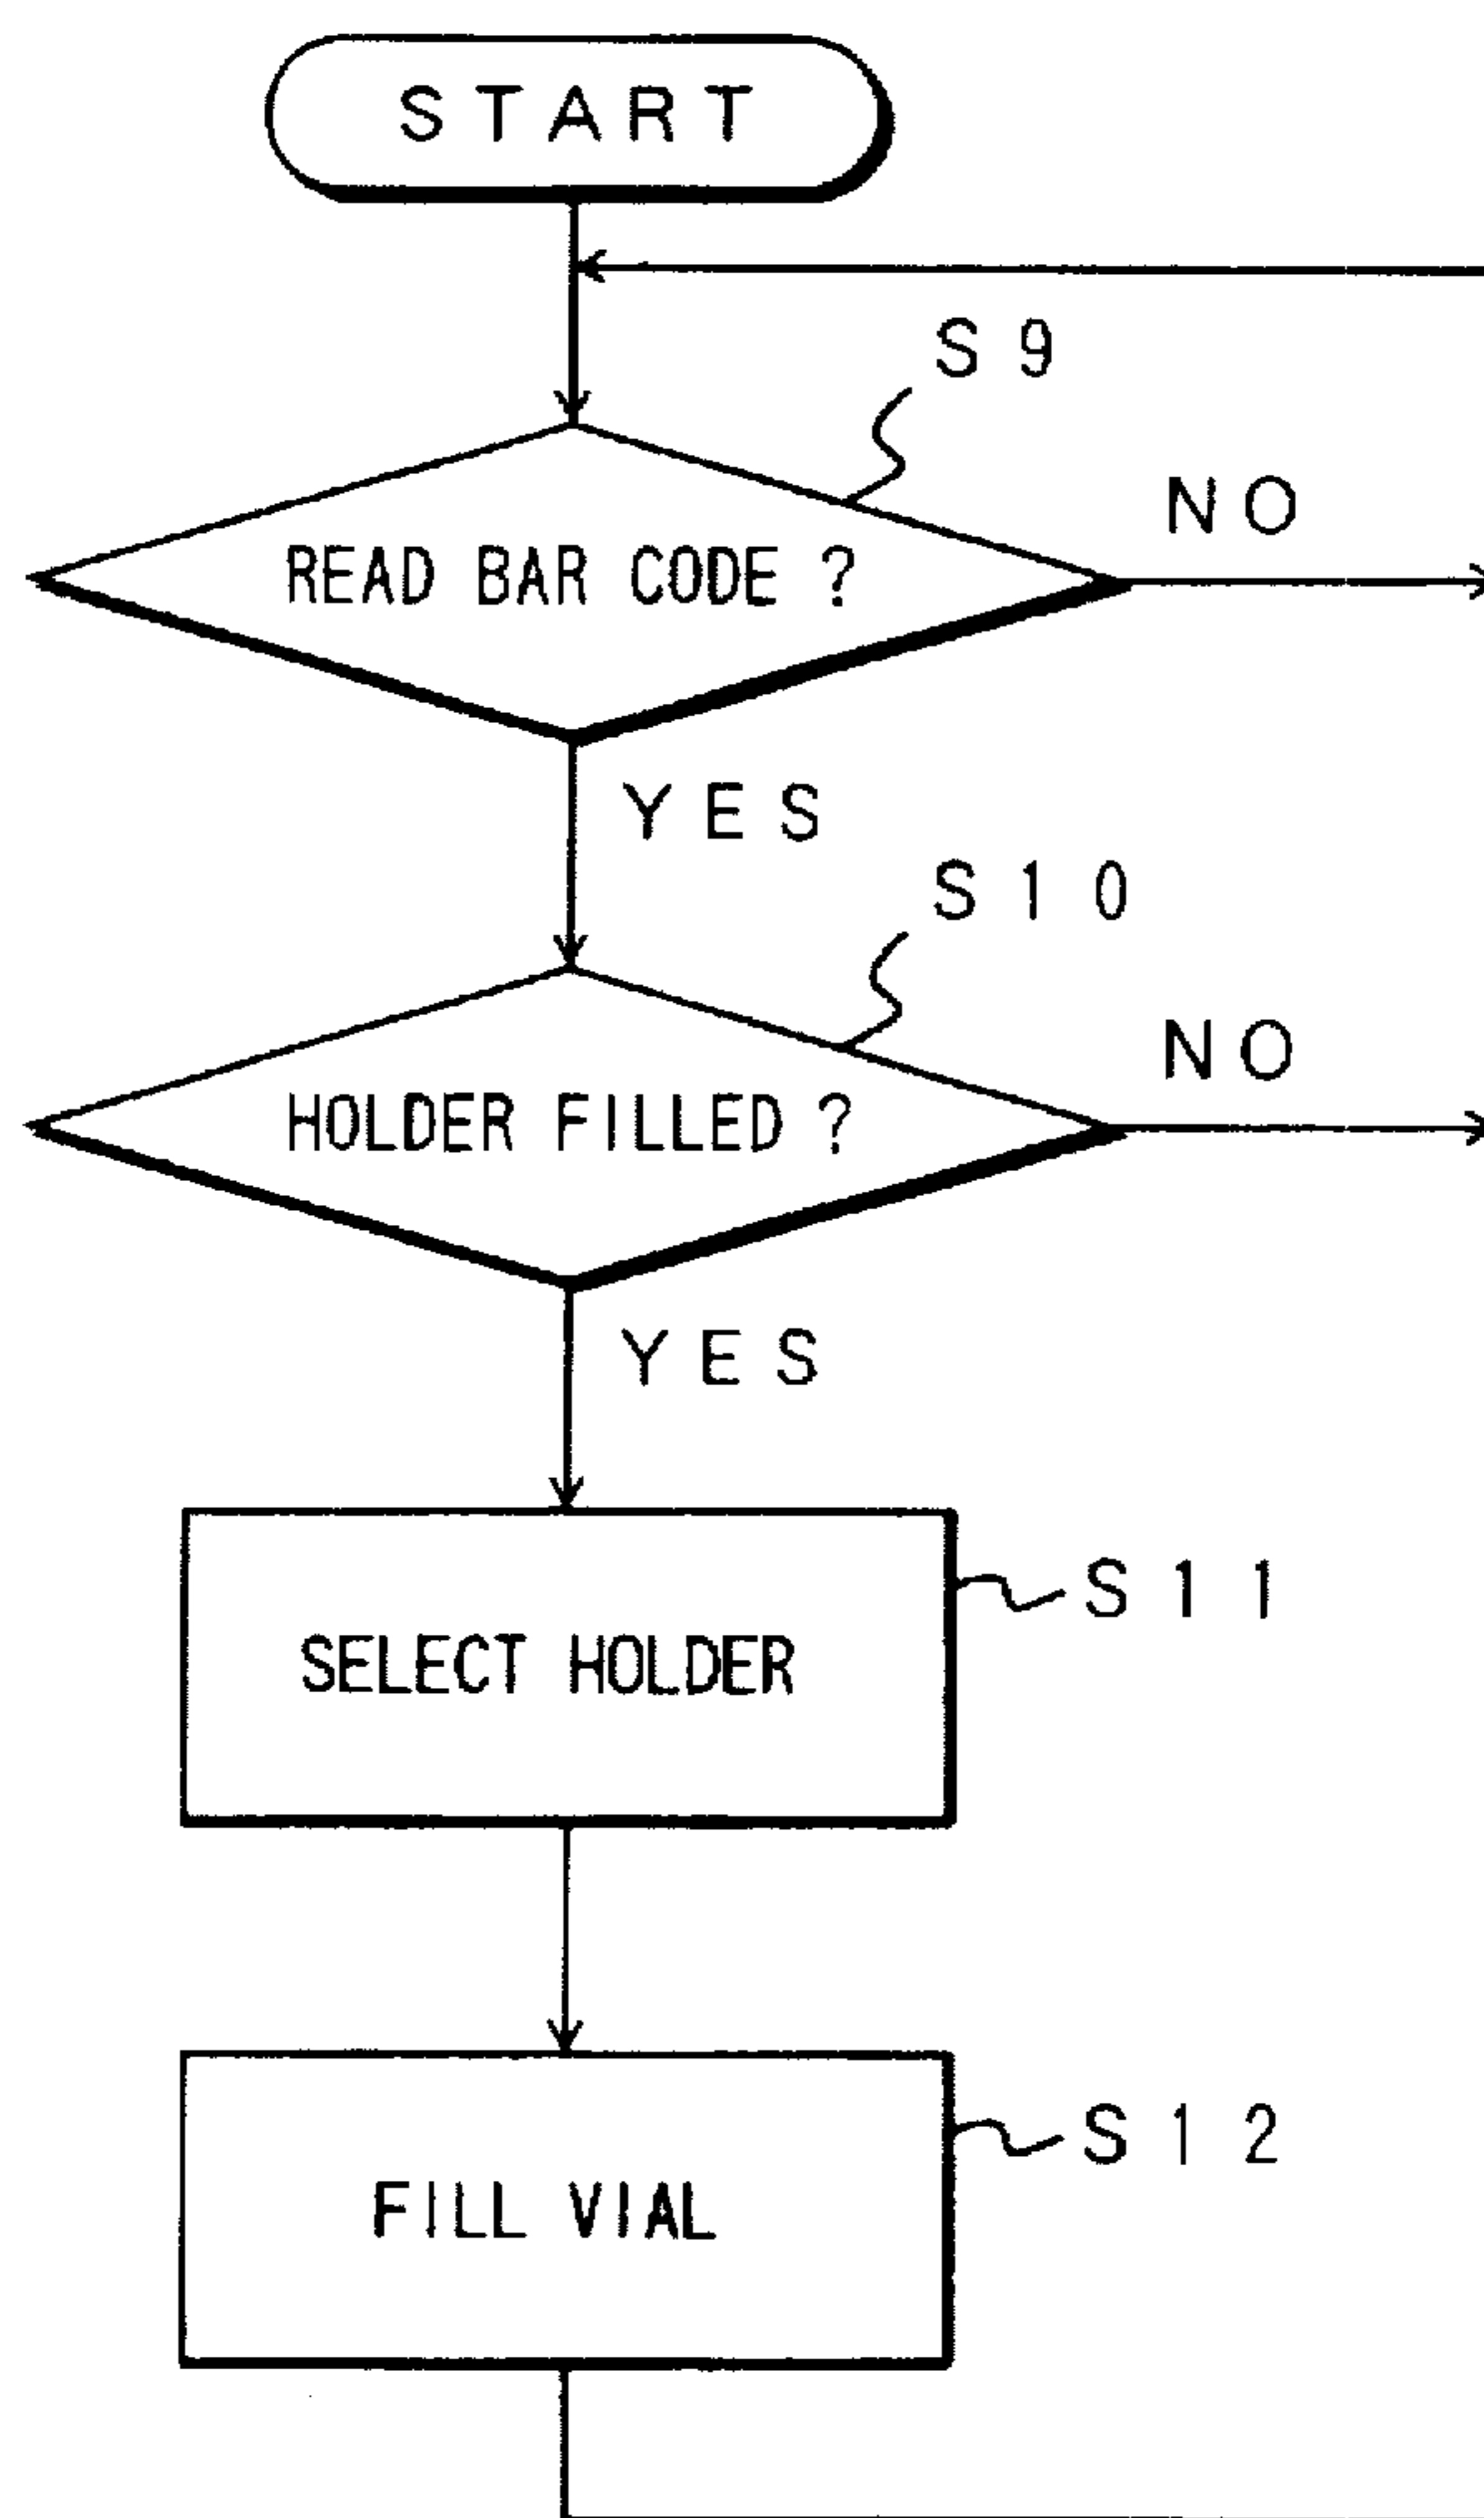 START
S9
NO
READ BAR CODE ?
YES
S10
NO
HOLDER FILLED ?
YES
S11
SELECT HOLDER
S12
FILL VIAL